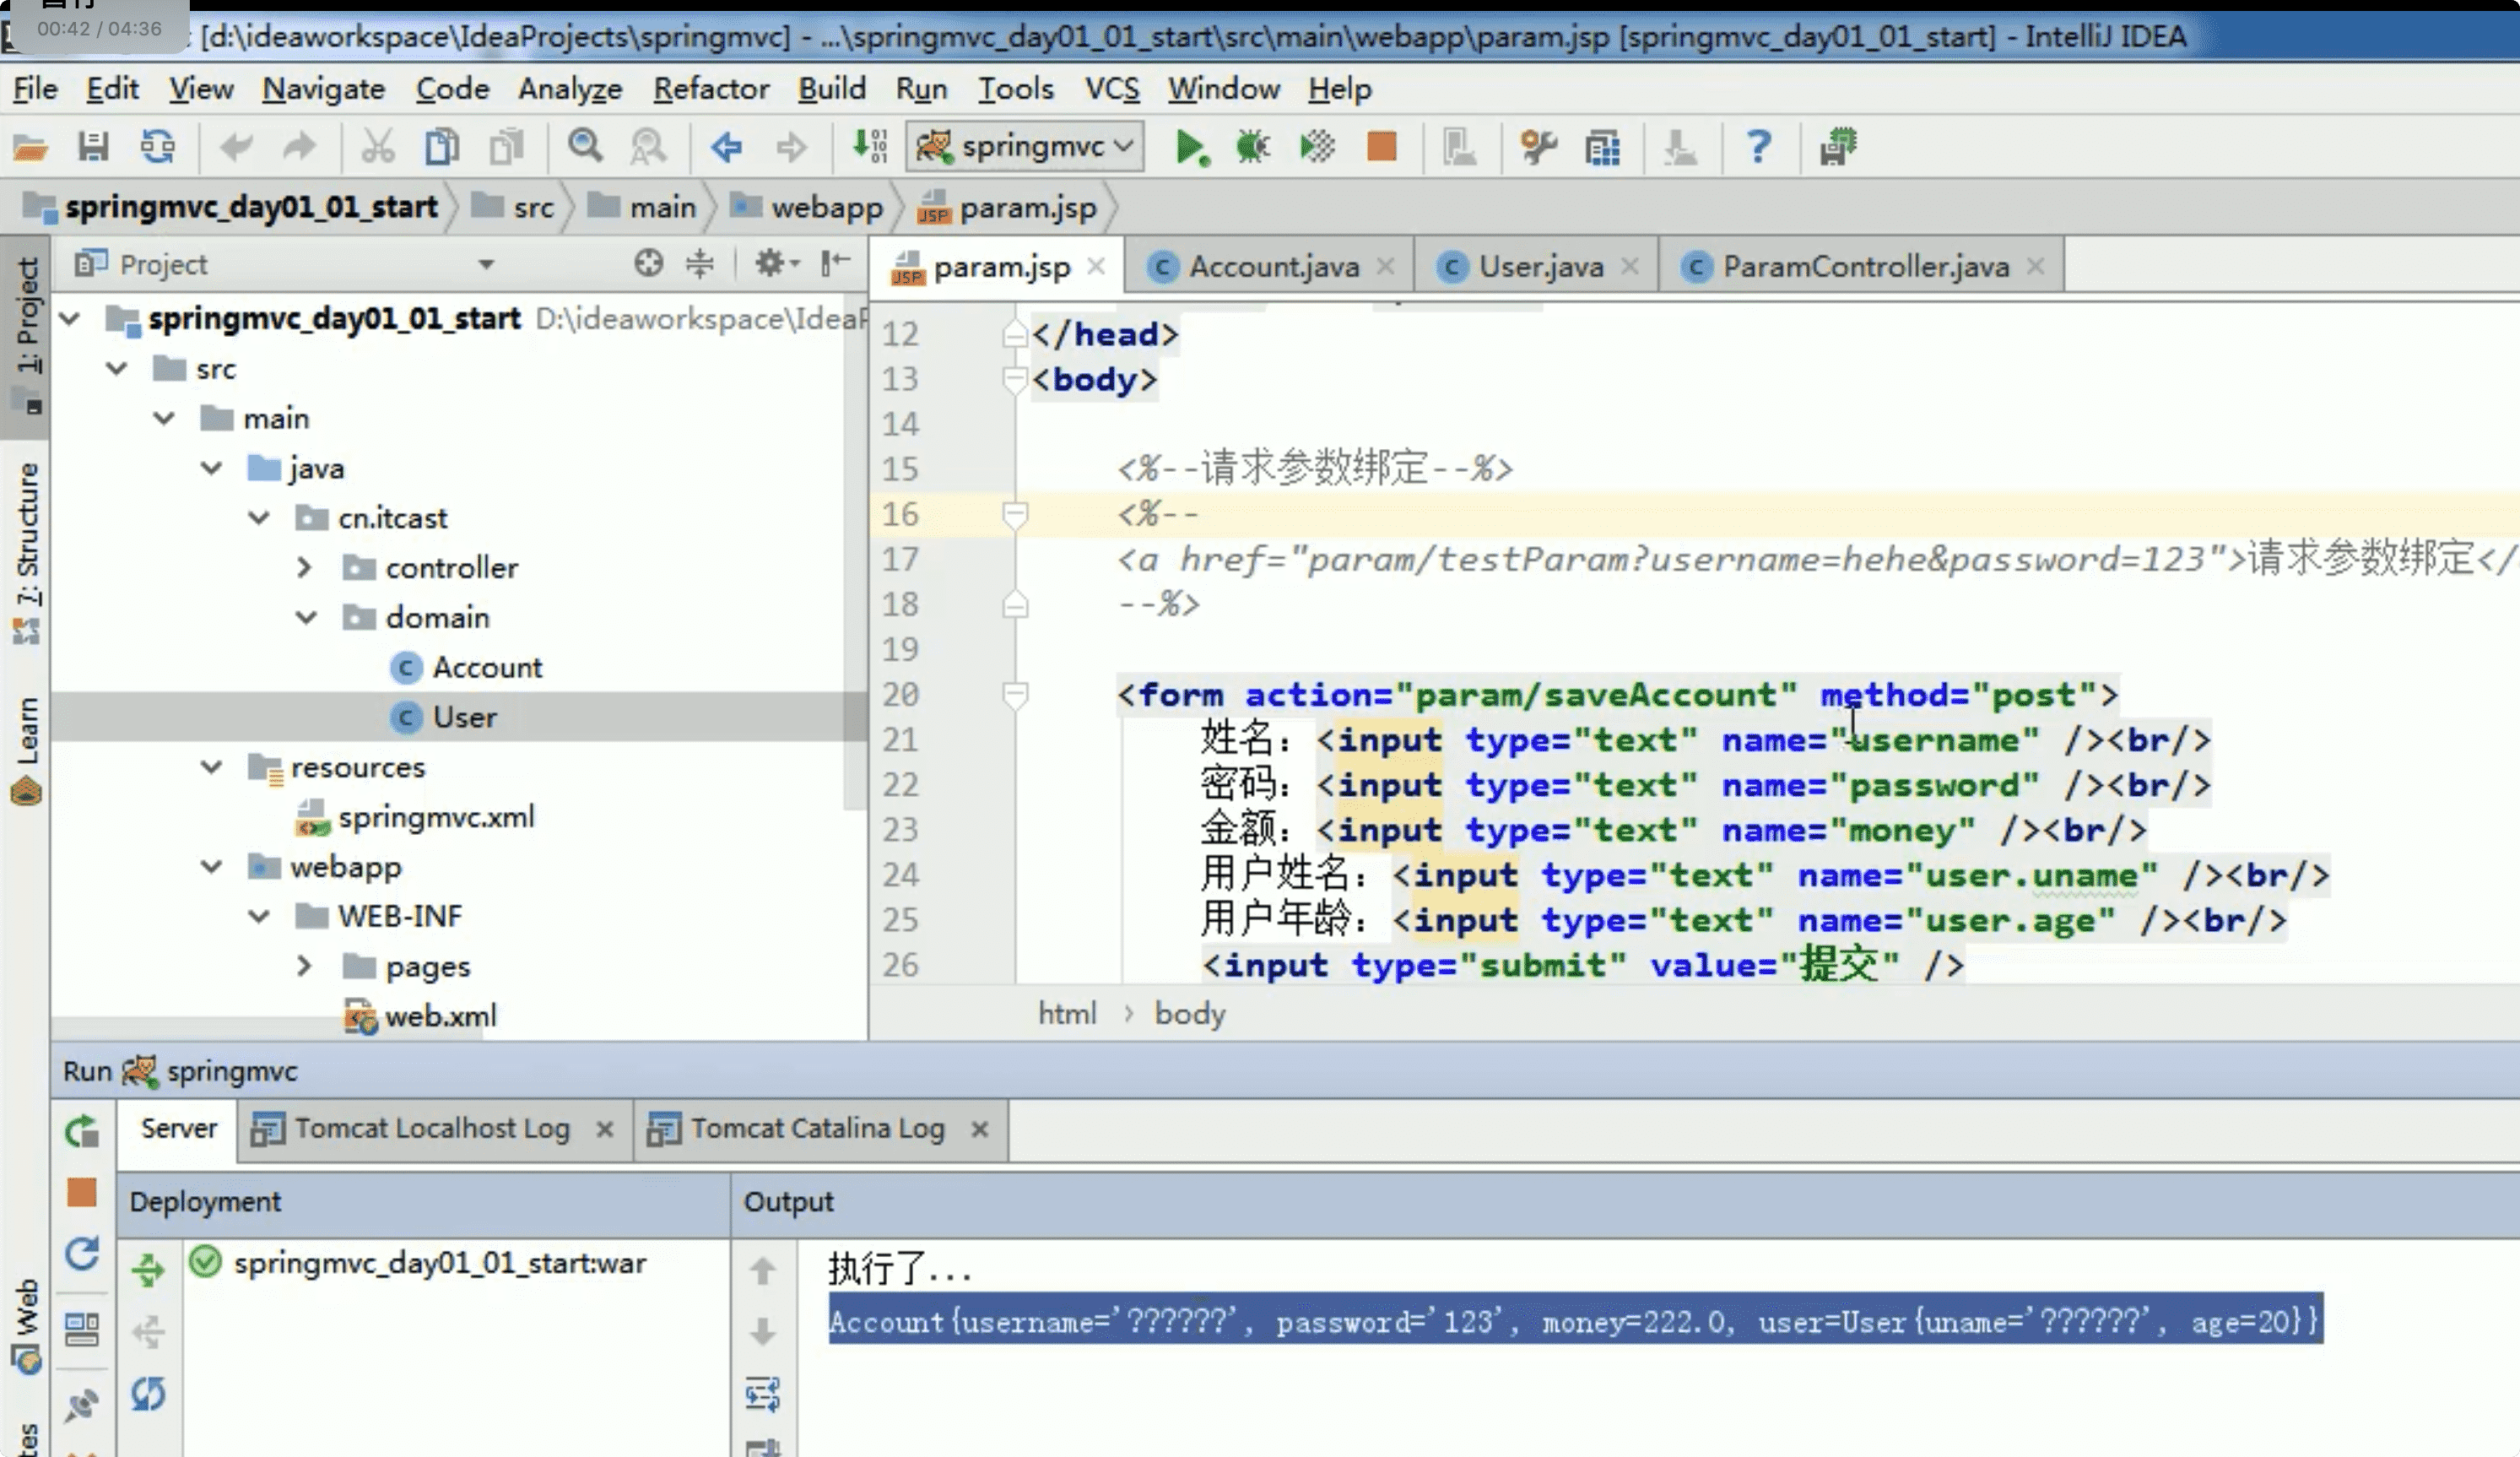 00:42 / 04:36
[d:\ideaworkspace\IdeaProjects\springmvc] - ...\springmvc_day01_01_start\src\main\webapp\param.jsp [springmvc_day01_01_start] - IntelliJ IDEA
File Edit View Navigate Code Analyze Refactor Build Run Tools VCS Window Help
springmvc
springmvc_day01_01_start src main webapp param.jsp
1: Project
7: Structure
Learn
Web
Project
springmvc_day01_01_start D:\ideaworkspace\Idea
src
main
java
cn.itcast
controller
domain
Account
User
resources
springmvc.xml
webapp
WEB-INF
pages
web.xml
param.jsp Account.java User.java ParamController.java
12 </head>
13 <body>
14
15 <%--请求参数绑定--%>
16 <%--
17 <a href="param/testParam?username=hehe&password=123">请求参数绑定</
18 --%>
19
20 <form action="param/saveAccount" method="post">
21 姓名：<input type="text" name="username" /><br/>
22 密码：<input type="text" name="password" /><br/>
23 金额：<input type="text" name="money" /><br/>
24 用户姓名：<input type="text" name="user.uname" /><br/>
25 用户年龄：<input type="text" name="user.age" /><br/>
26 <input type="submit" value="提交" />
html › body
Run springmvc
Server Tomcat Localhost Log Tomcat Catalina Log
Deployment Output
springmvc_day01_01_start:war
执行了...
Account{username='??????', password='123', money=222.0, user=User{uname='??????', age=20}}